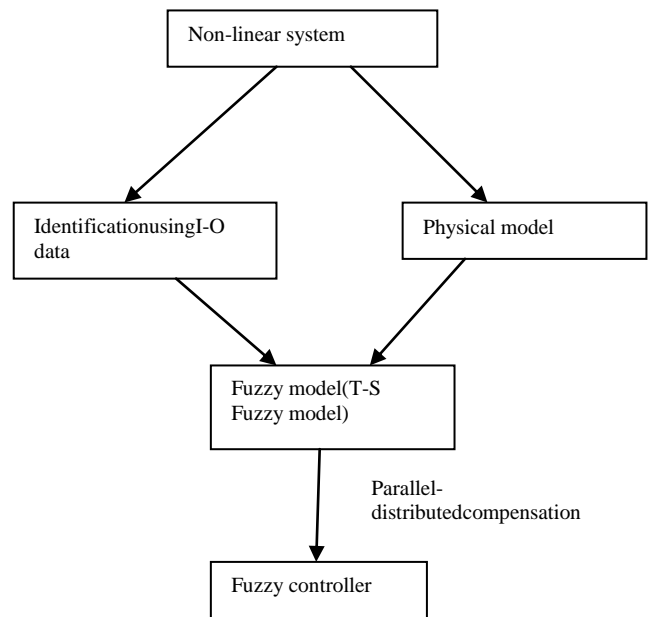 Non-linear system
IdentificationusingI-O
data
Physical model
Fuzzy model(T-S
Fuzzy model)
Parallel-
distributedcompensation
Fuzzy controller